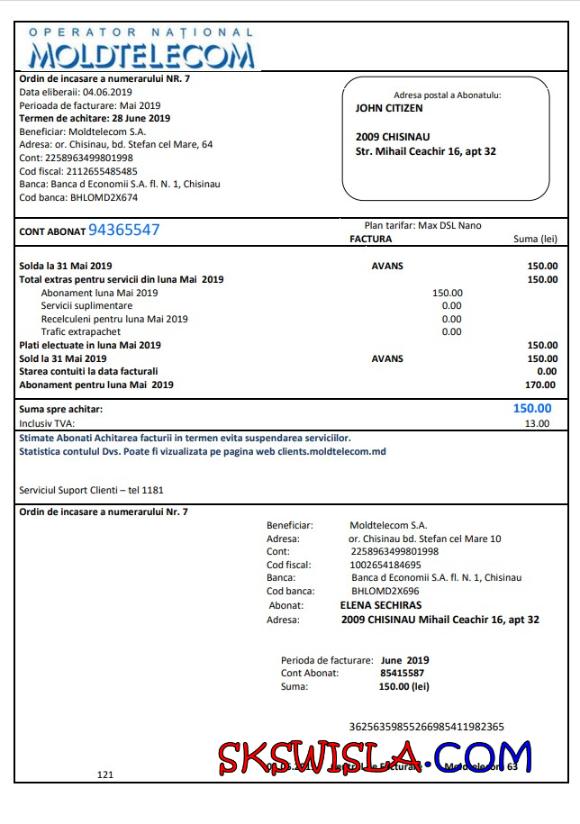 OPERATOR NAȚIONAL
MOLDTELECOM
Ordin de incasare a numerarului NR. 7
Data eliberaii: 04.06.2019
Perioada de facturare: Mai 2019
Termen de achitare: 28 June 2019
Beneficiar: Moldtelecom S.A.
Adresa: or. Chisinau, bd. Stefan cel Mare, 64
Cont: 2258963499801998
Cod fiscal: 2112655485485
Banca: Banca d Economii S.A. fl. N. 1, Chisinau
Cod banca: BHLOMD2X674
Adresa postal a Abonatulu:
JOHN CITIZEN
2009 CHISINAU
Str. Mihail Ceachir 16, apt 32
CONT ABONAT 94365547
Plan tarifar: Max DSL Nano
FACTURA Suma (lei)
Solda la 31 Mai 2019 AVANS 150.00
Total extras pentru servicii din luna Mai 2019 150.00
Abonament luna Mai 2019 150.00
Servicii suplimentare 0.00
Recelculeni pentru luna Mai 2019 0.00
Trafic extrapachet 0.00
Plati electuate in luna Mai 2019 150.00
Sold la 31 Mai 2019 AVANS 150.00
Starea contuiti la data facturali 0.00
Abonament pentru luna Mai 2019 170.00
Suma spre achitar: 150.00
Inclusiv TVA: 13.00
Stimate Abonati Achitarea facturii in termen evita suspendarea serviciilor.
Statistica contului Dvs. Poate fi vizualizata pe pagina web clients.moldtelecom.md
Serviciul Suport Clienti – tel 1181
Ordin de incasare a numerarului Nr. 7
Beneficiar: Moldtelecom S.A.
Adresa: or. Chisinau bd. Stefan cel Mare 10
Cont: 2258963499801998
Cod fiscal: 1002654184695
Banca: Banca d Economii S.A. fl. N. 1, Chisinau
Cod banca: BHLOMD2X696
Abonat: ELENA SECHIRAS
Adresa: 2009 CHISINAU Mihail Ceachir 16, apt 32
Perioda de facturare: June 2019
Cont Abonat: 85415587
Suma: 150.00 (lei)
36256359855266985411982365
SKSWISLA.COM
Facturare Moldtelecom 63
121